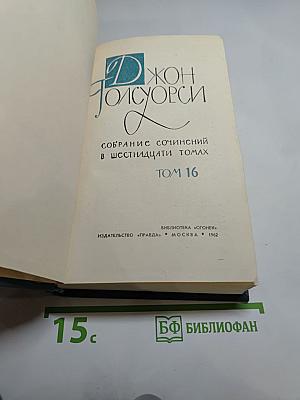 Джон
Голсуорси
СОБРАНИЕ СОЧИНЕНИЙ
В ШЕСТНАДЦАТИ ТОМАХ
ТОМ 16
БИБЛИОТЕКА «ОГОНЕК»
ИЗДАТЕЛЬСТВО «ПРАВДА» • МОСКВА • 1962
15с
БФ БИБЛИОФАН